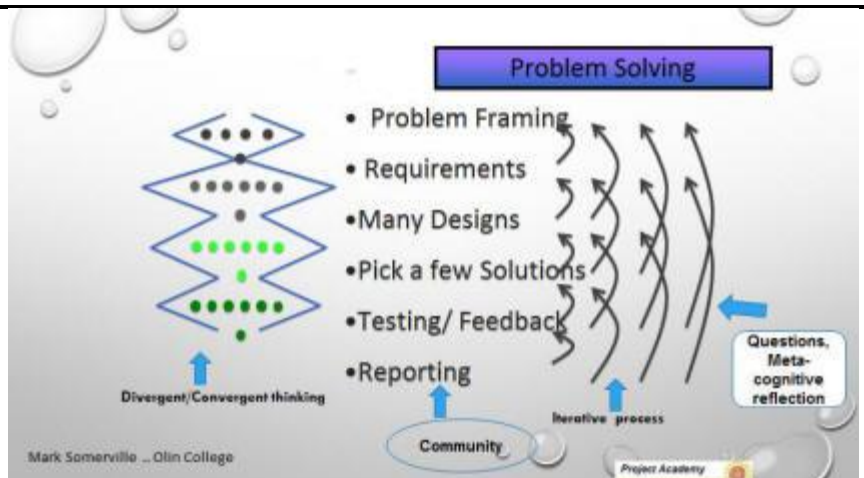 Problem Solving
• Problem Framing
• Requirements
•Many Designs
•Pick a few Solutions
•Testing/ Feedback
•Reporting
Divergent/Convergent thinking
Community
Iterative process
Questions,
Meta-
cognitive
reflection
Mark Somerville .. Olin College
Project Academy